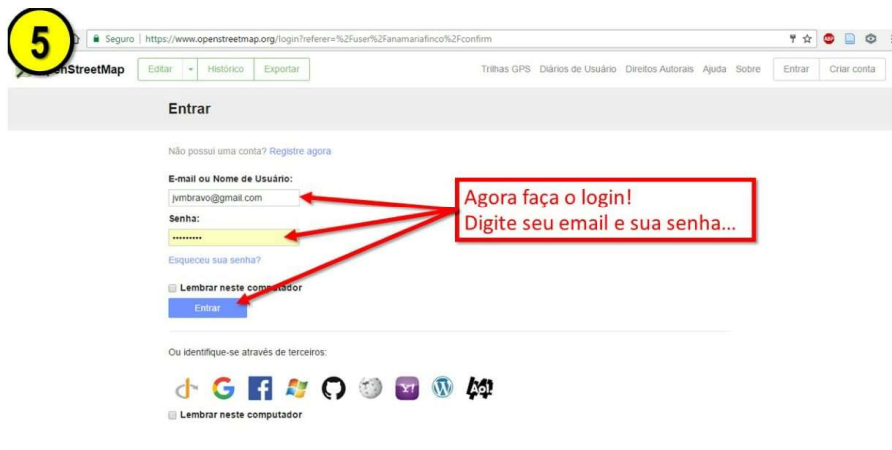 5
Seguro | https://www.openstreetmap.org/login?referer=%2Fuser%2Fanamariafinco%2Fconfirm
enStreetMap Editar Histórico Exportar Trilhas GPS Diários de Usuário Direitos Autorais Ajuda Sobre Entrar Criar conta
Entrar
Não possui uma conta? Registre agora
E-mail ou Nome de Usuário:
jvmbravo@gmail.com
Agora faça o login!
Digite seu email e sua senha...
Senha:
•••••••••
Esqueceu sua senha?
Lembrar neste computador
Entrar
Ou identifique-se através de terceiros:
G f Y! W Aol
Lembrar neste computador